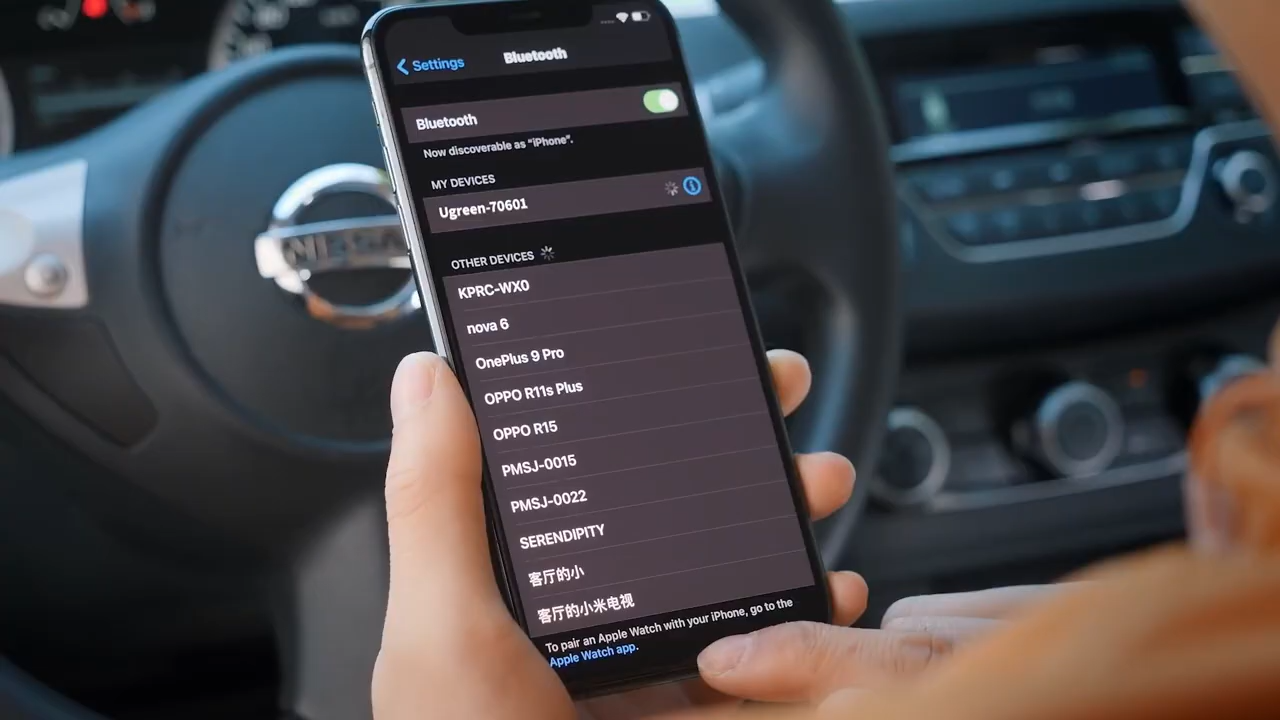 Settings
Bluetooth
Bluetooth
Now discoverable as “iPhone”.
MY DEVICES
Ugreen-70601
OTHER DEVICES
KPRC-WX0
nova 6
OnePlus 9 Pro
OPPO R11s Plus
OPPO R15
PMSJ-0015
PMSJ-0022
SERENDIPITY
客厅的小
客厅的小米电视
To pair an Apple Watch with your iPhone, go to the
Apple Watch app.
NISSAN